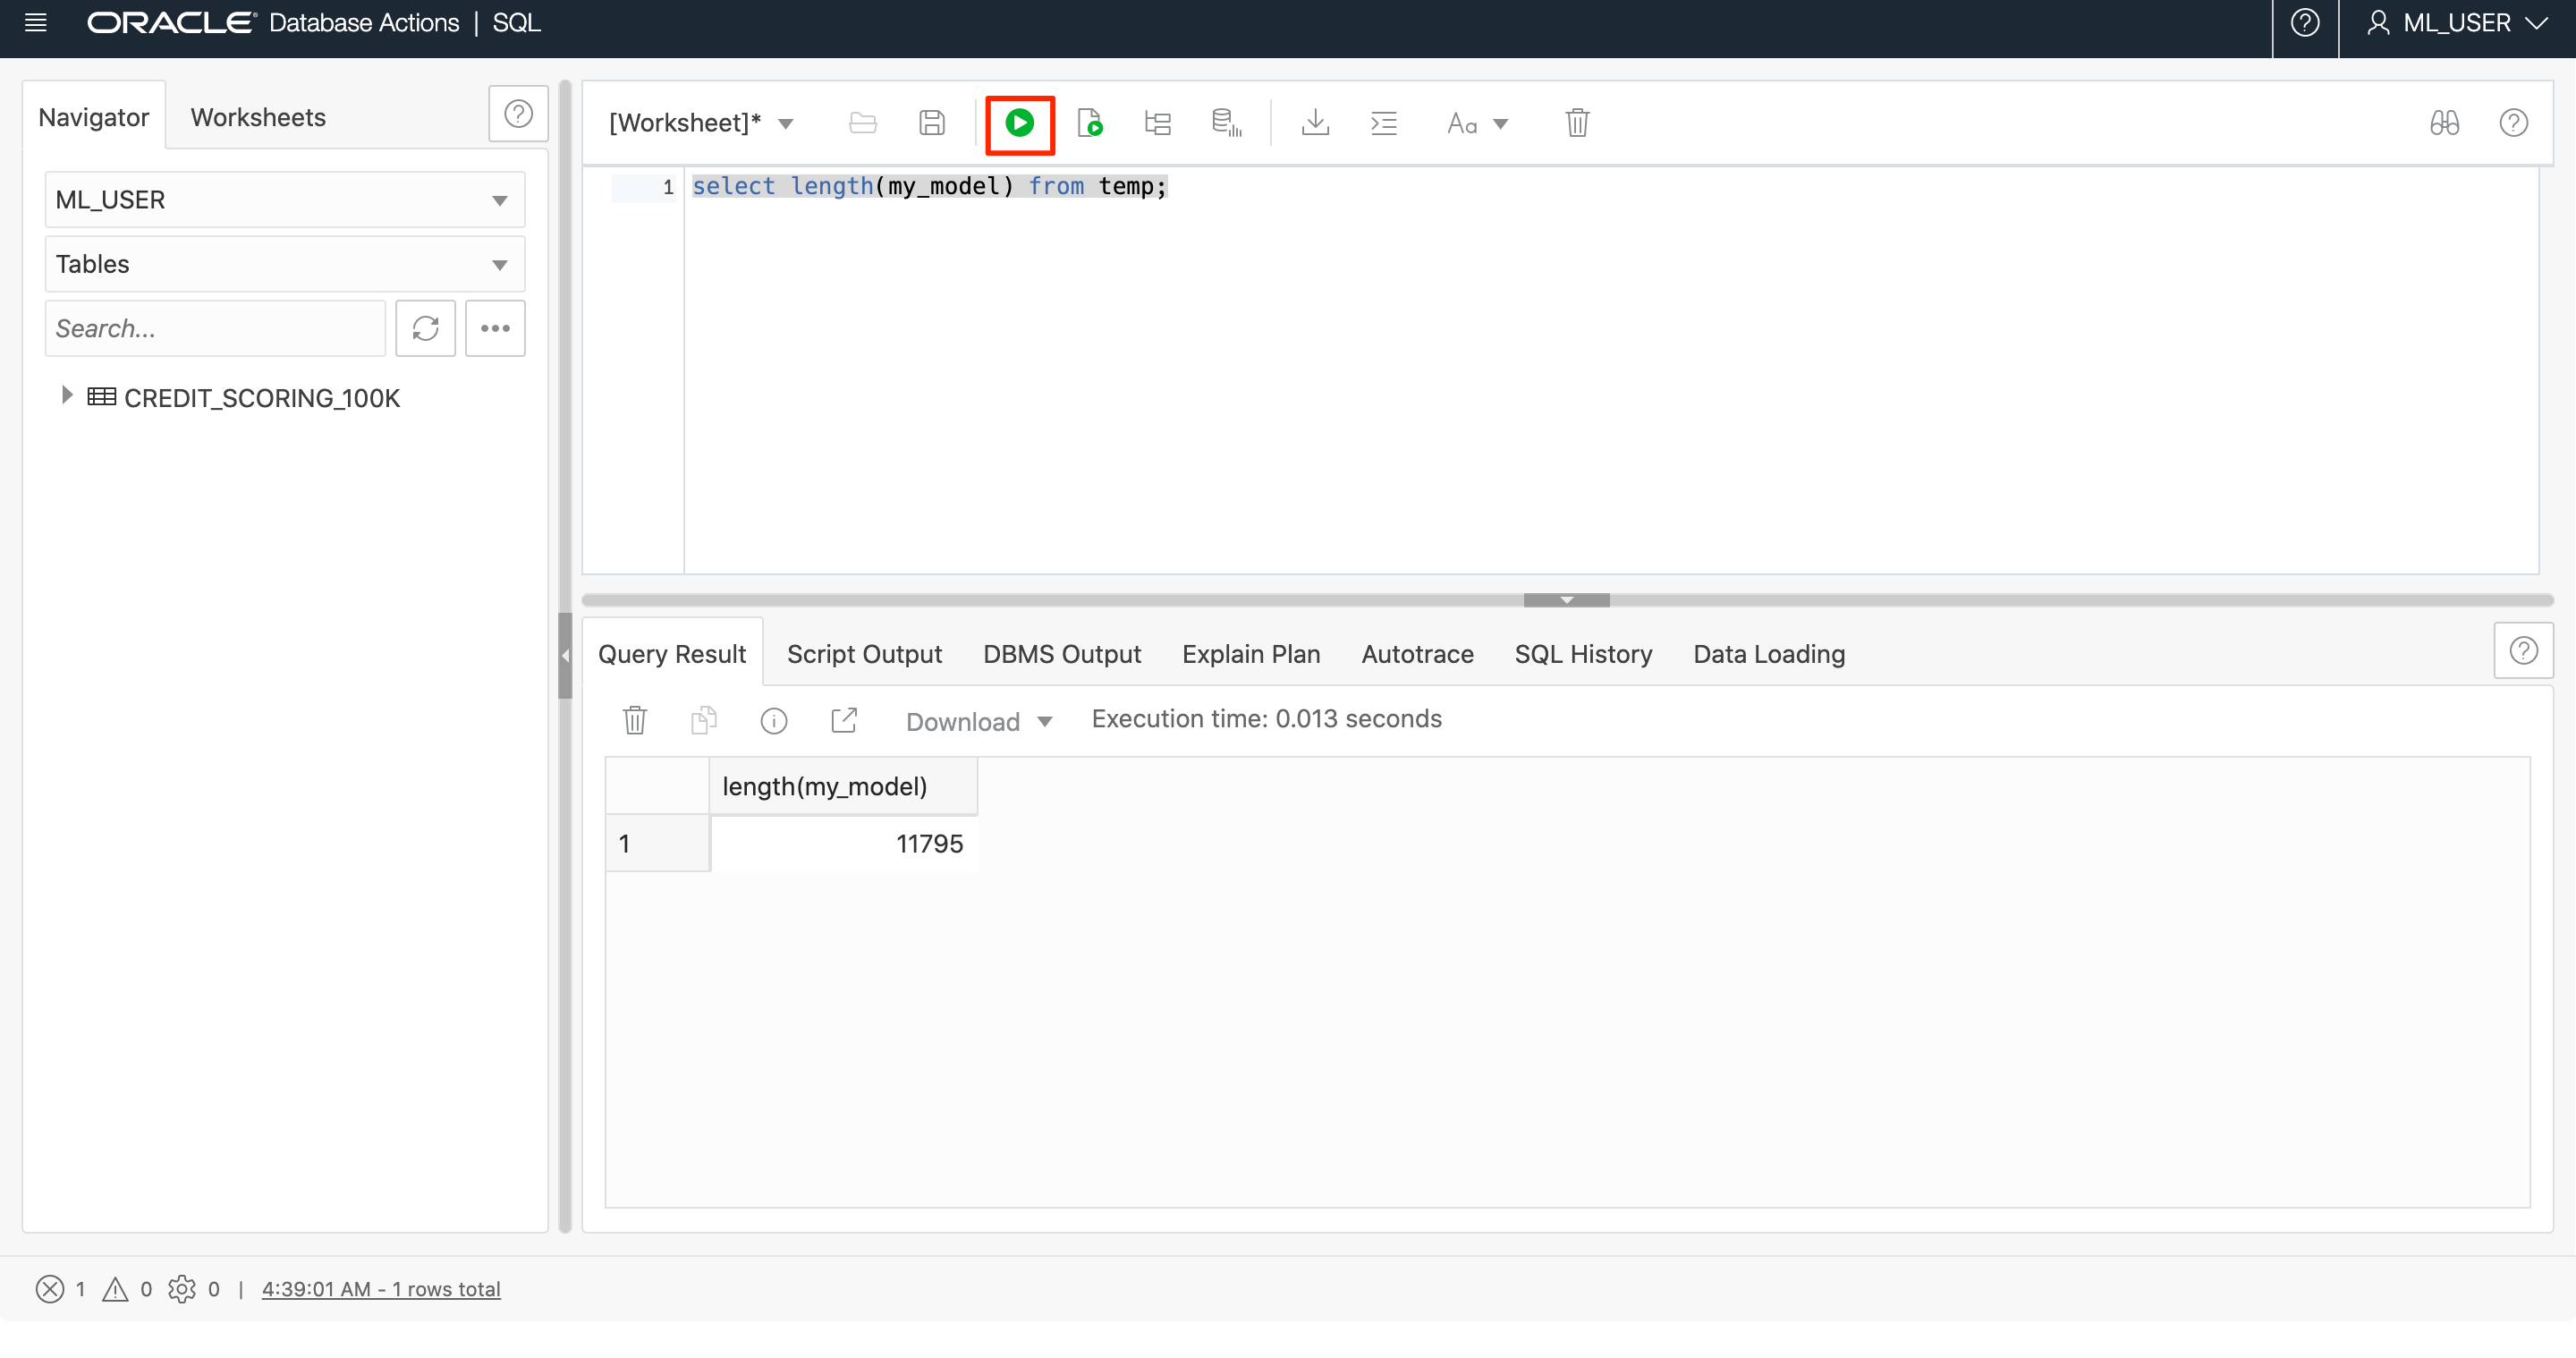 ORACLE Database Actions | SQL
ML_USER
Navigator
Worksheets
ML_USER
Tables
Search...
CREDIT_SCORING_100K
[Worksheet]*
Aa
1
select length(my_model) from temp;
Query Result
Script Output
DBMS Output
Explain Plan
Autotrace
SQL History
Data Loading
Download
Execution time: 0.013 seconds
length(my_model)
1 11795
1 0 0 | 4:39:01 AM - 1 rows total